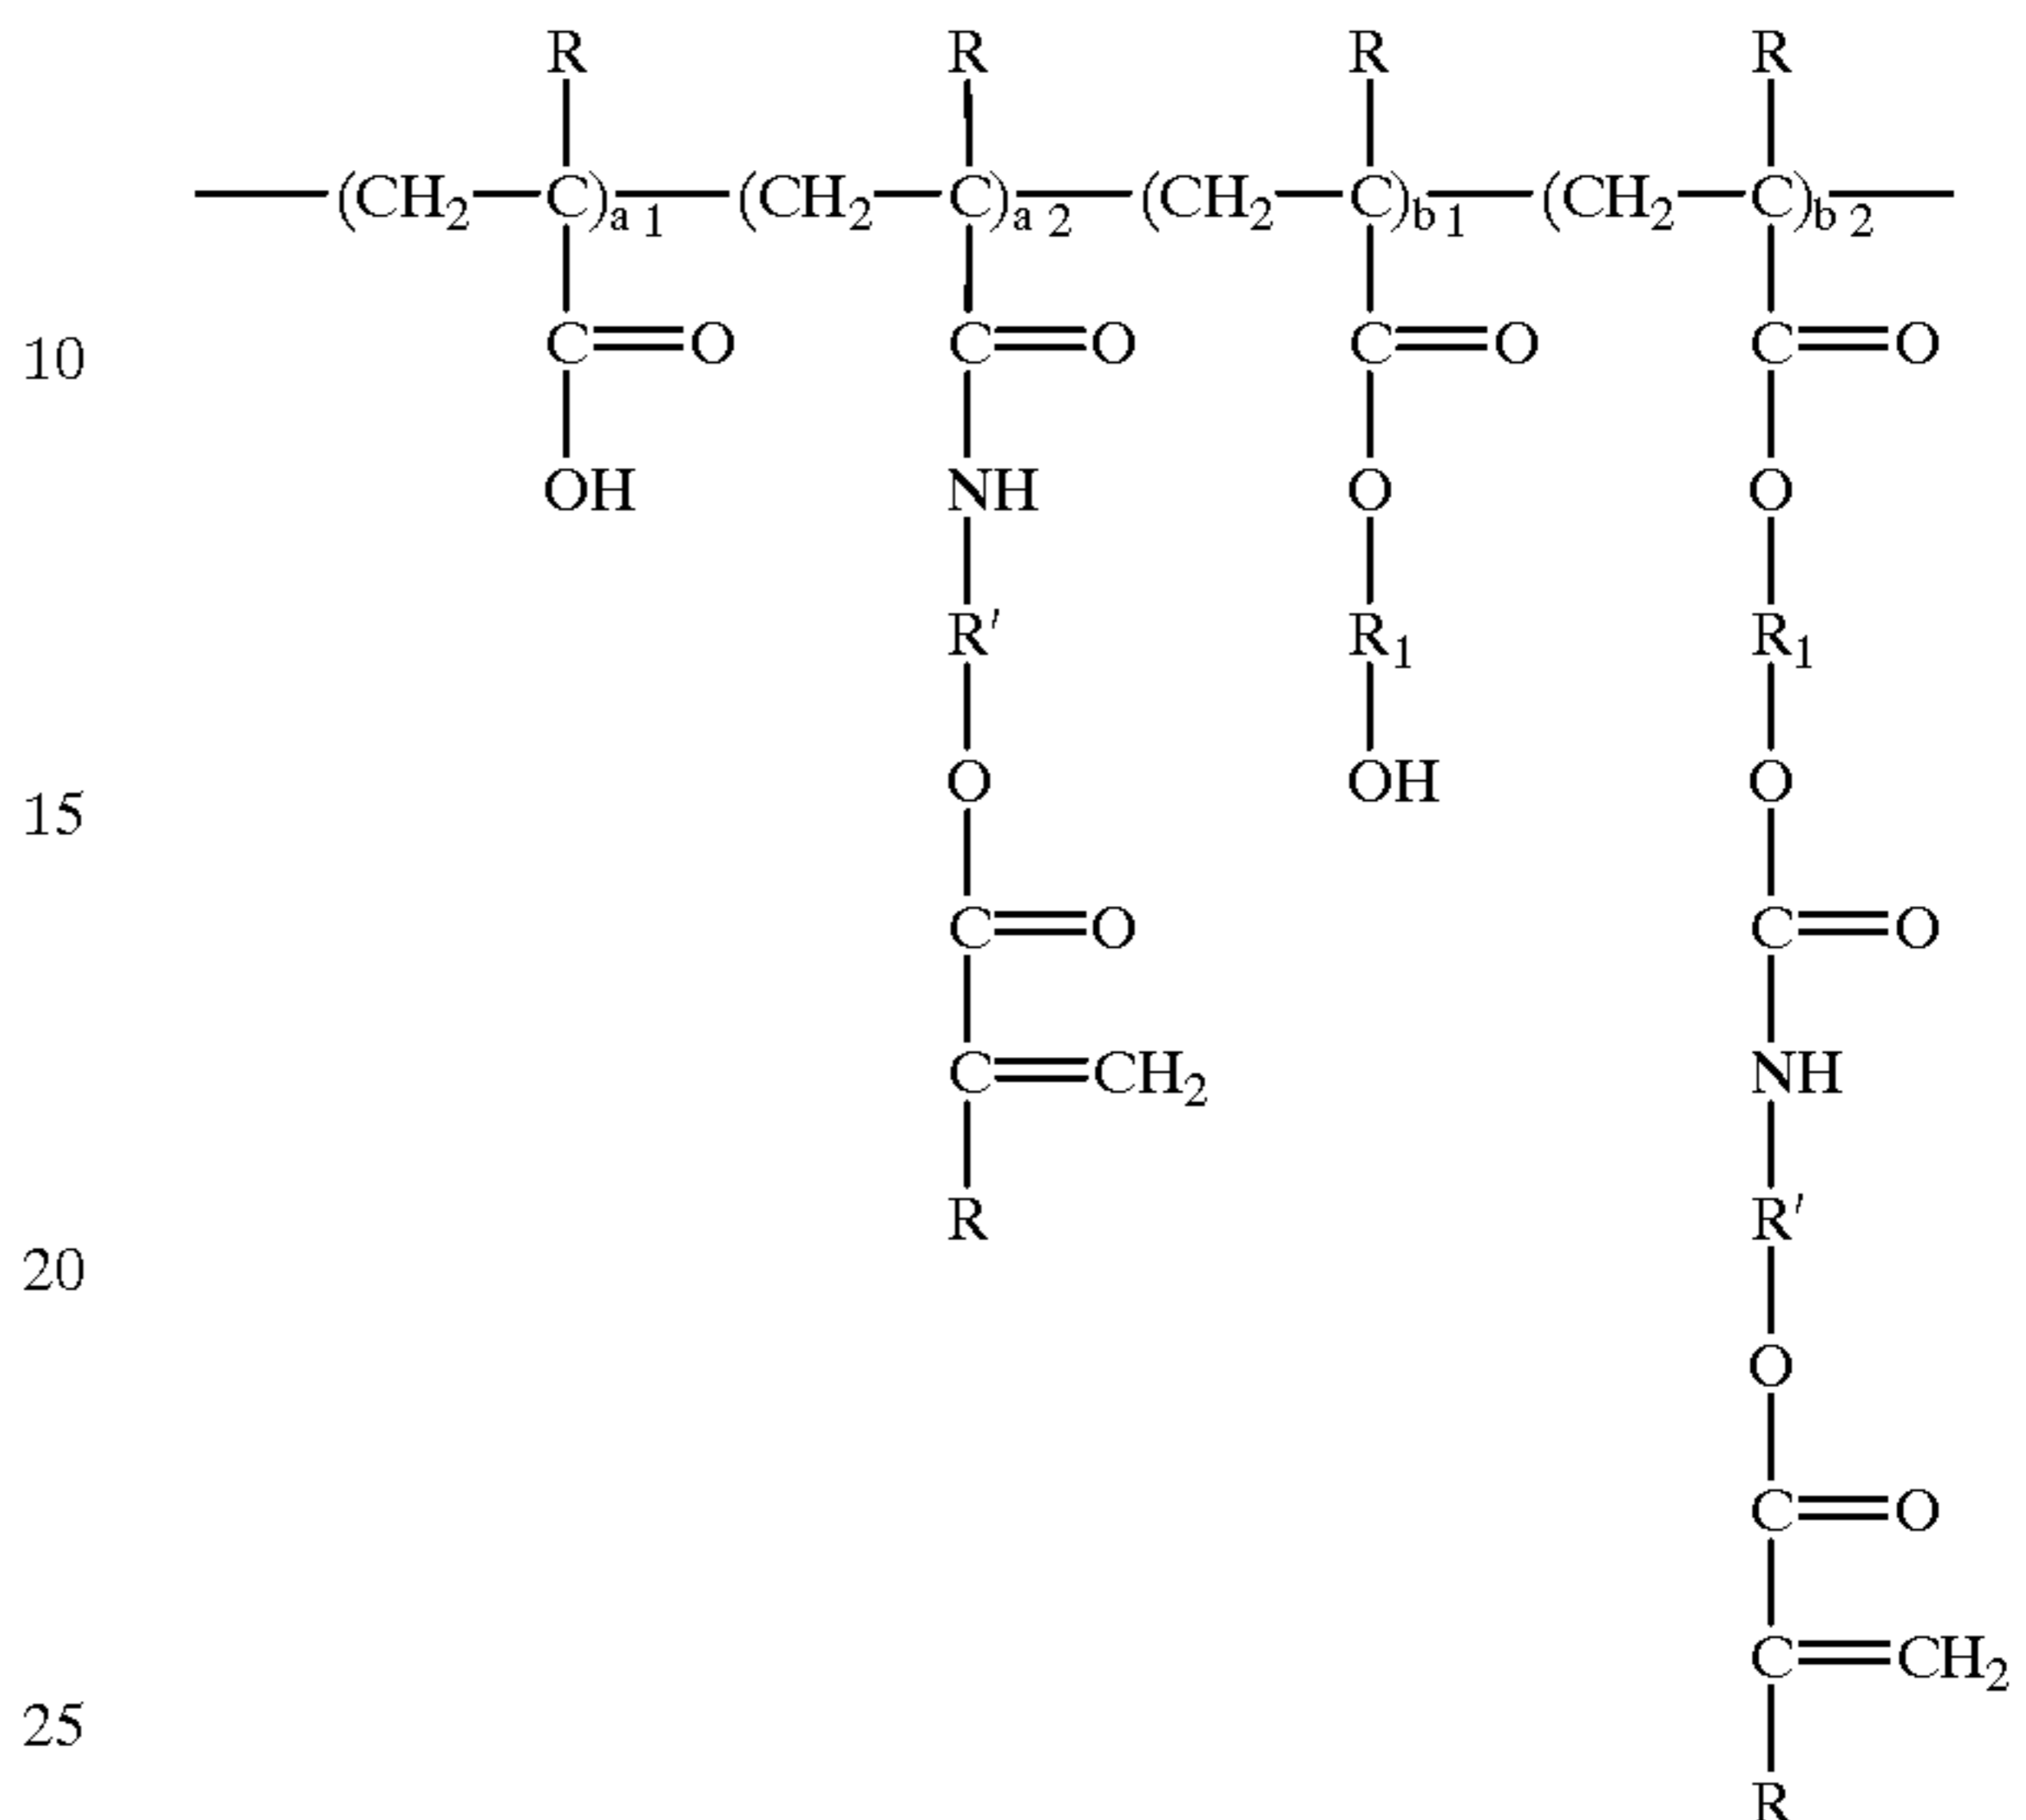 R R R R
—(CH2—C)a1—(CH2—C)a2—(CH2—C)b1—(CH2—C)b2—
10 C=O C=O C=O C=O
OH NH O O
R' R1 R1
15 O OH O
C=O C=O
C=CH2 NH
R R'
20
O
C=O
C=CH2
25
R